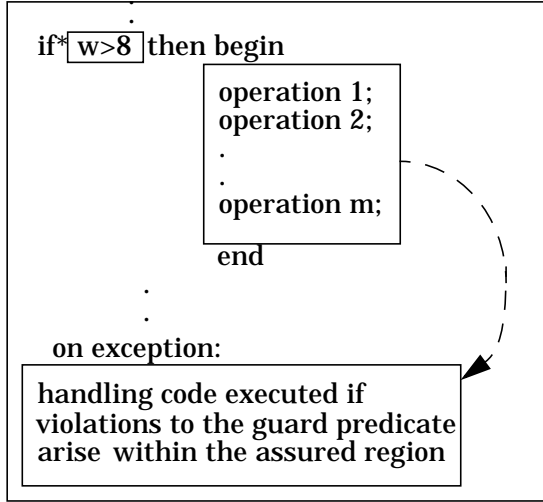 .
.
if* w>8 then begin
operation 1;
operation 2;
.
.
operation m;
end
.
.
on exception:
handling code executed if
violations to the guard predicate
arise within the assured region